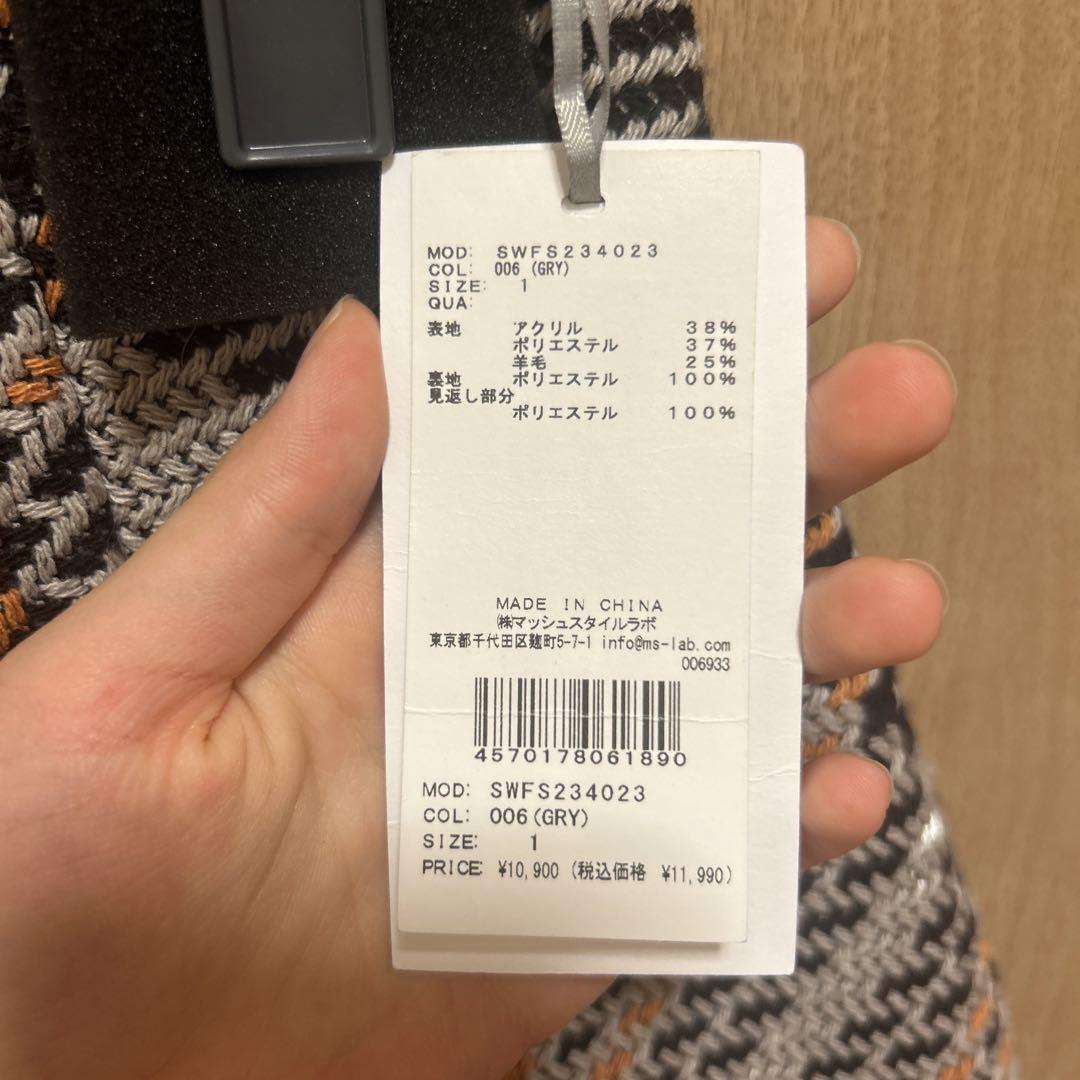 MOD: SWFS234023
COL: 006 (GRY)
SIZE: 1
QUA:
表地 アクリル 38%
ポリエステル 37%
羊毛 25%
裏地 ポリエステル 100%
見返し部分
ポリエステル 100%
MADE IN CHINA
㈱マッシュスタイルラボ
東京都千代田区麹町5-7-1 info@ms-lab.com
006933
4570178061890
MOD: SWFS234023
COL: 006(GRY)
SIZE: 1
PRICE: ¥10,900 (税込価格 ¥11,990)